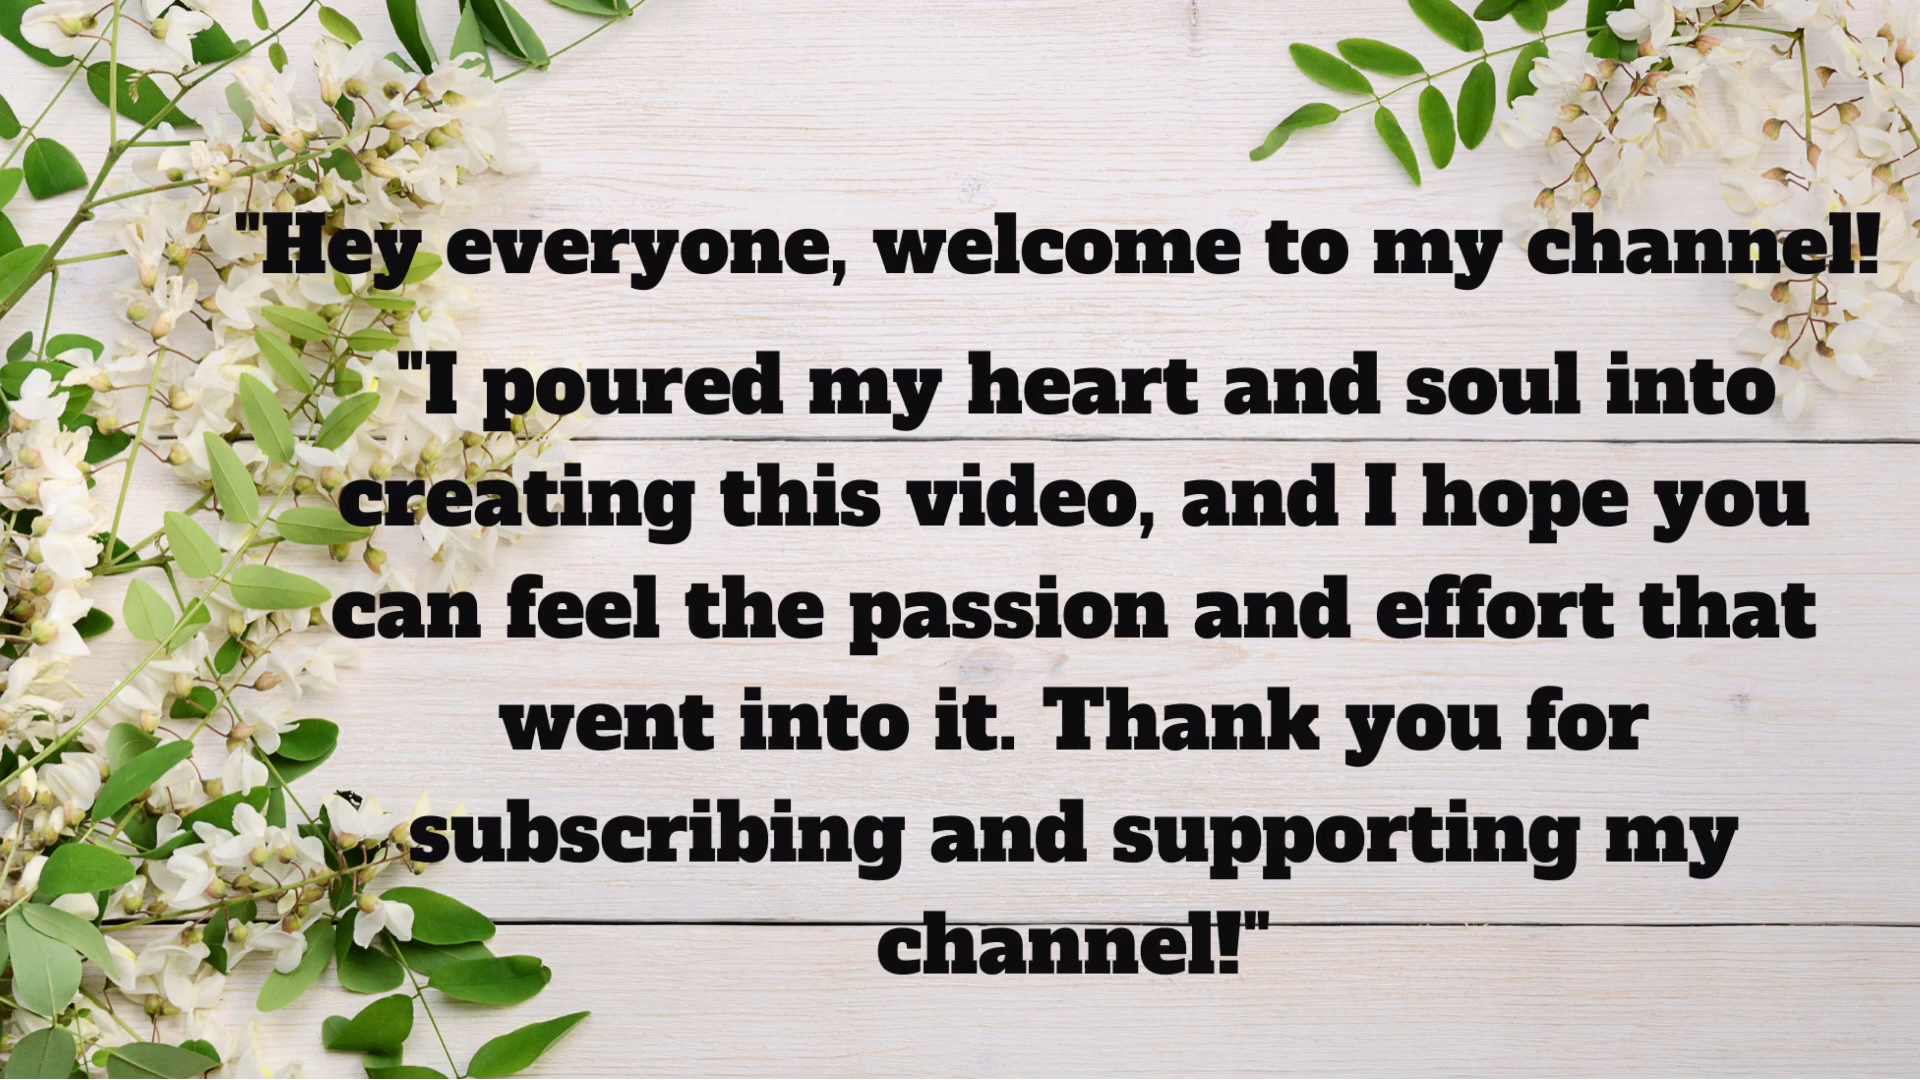 "Hey everyone, welcome to my channel!
"I poured my heart and soul into
creating this video, and I hope you
can feel the passion and effort that
went into it. Thank you for
subscribing and supporting my
channel!"